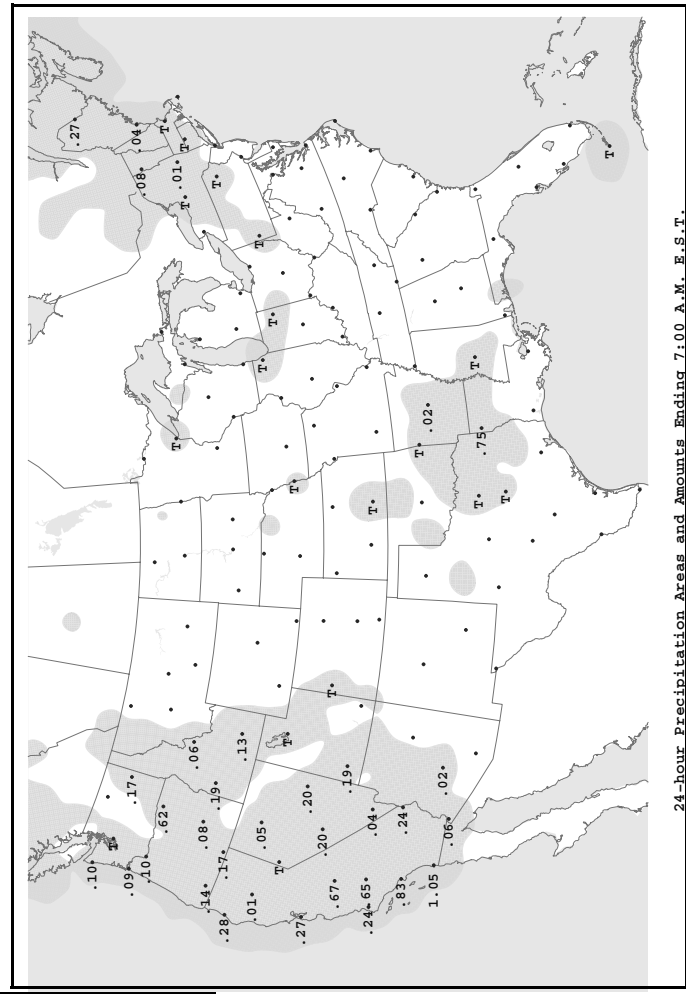 .27
.10
T
.09 .17
.04
.10 .08
.62 T
T .01
T T
.06
.14 .08
.19 T
.28 .17
.13
.01 T
.05 T
T
T T T
.27 .20
.20
.67 T
.19
.24 .65 .04 T
.83 .24
T .02
1.05 .02
.06
T .75 T
T
T
24-hour Precipitation Areas and Amounts Ending 7:00 A.M. E.S.T.